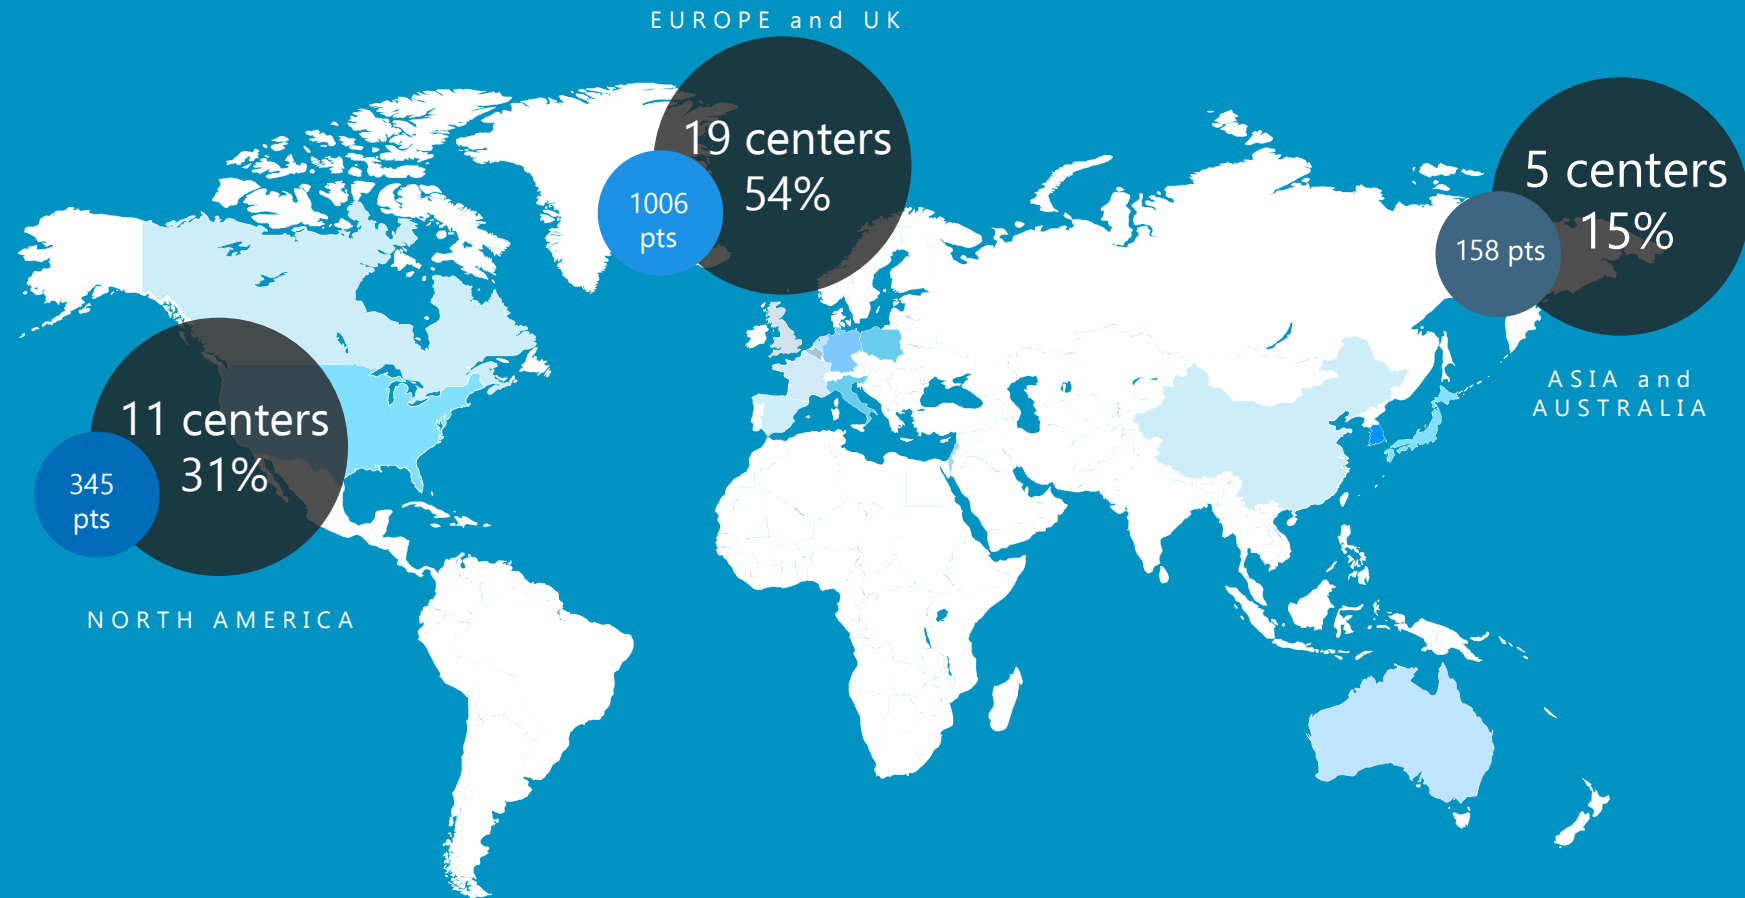 EUROPE and UK
19 centers
54%
1006
pts
5 centers
15%
158 pts
ASIA and
AUSTRALIA
11 centers
31%
345
pts
NORTH AMERICA